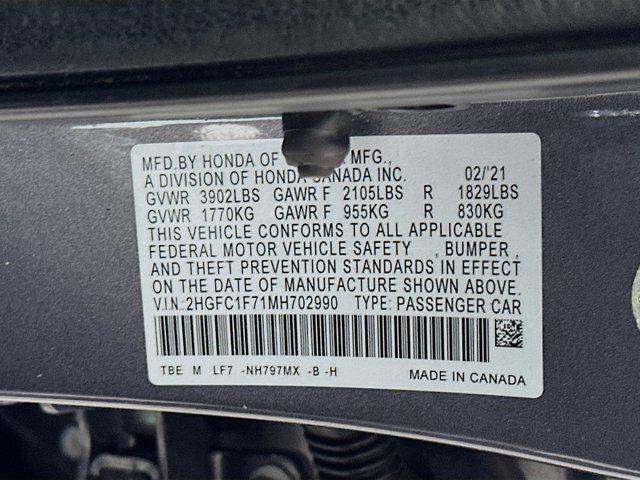 MFD.BY HONDA OF MFG., 02/'21
A DIVISION OF HONDA CANADA INC.
GVWR 3902LBS GAWR F 2105LBS R 1829LBS
GVWR 1770KG GAWR F 955KG R 830KG
THIS VEHICLE CONFORMS TO ALL APPLICABLE
FEDERAL MOTOR VEHICLE SAFETY , BUMPER ,
AND THEFT PREVENTION STANDARDS IN EFFECT
ON THE DATE OF MANUFACTURE SHOWN ABOVE.
V.I.N.:2HGFC1F71MH702990 TYPE: PASSENGER CAR
TBE M LF7 -NH797MX -B -H MADE IN CANADA